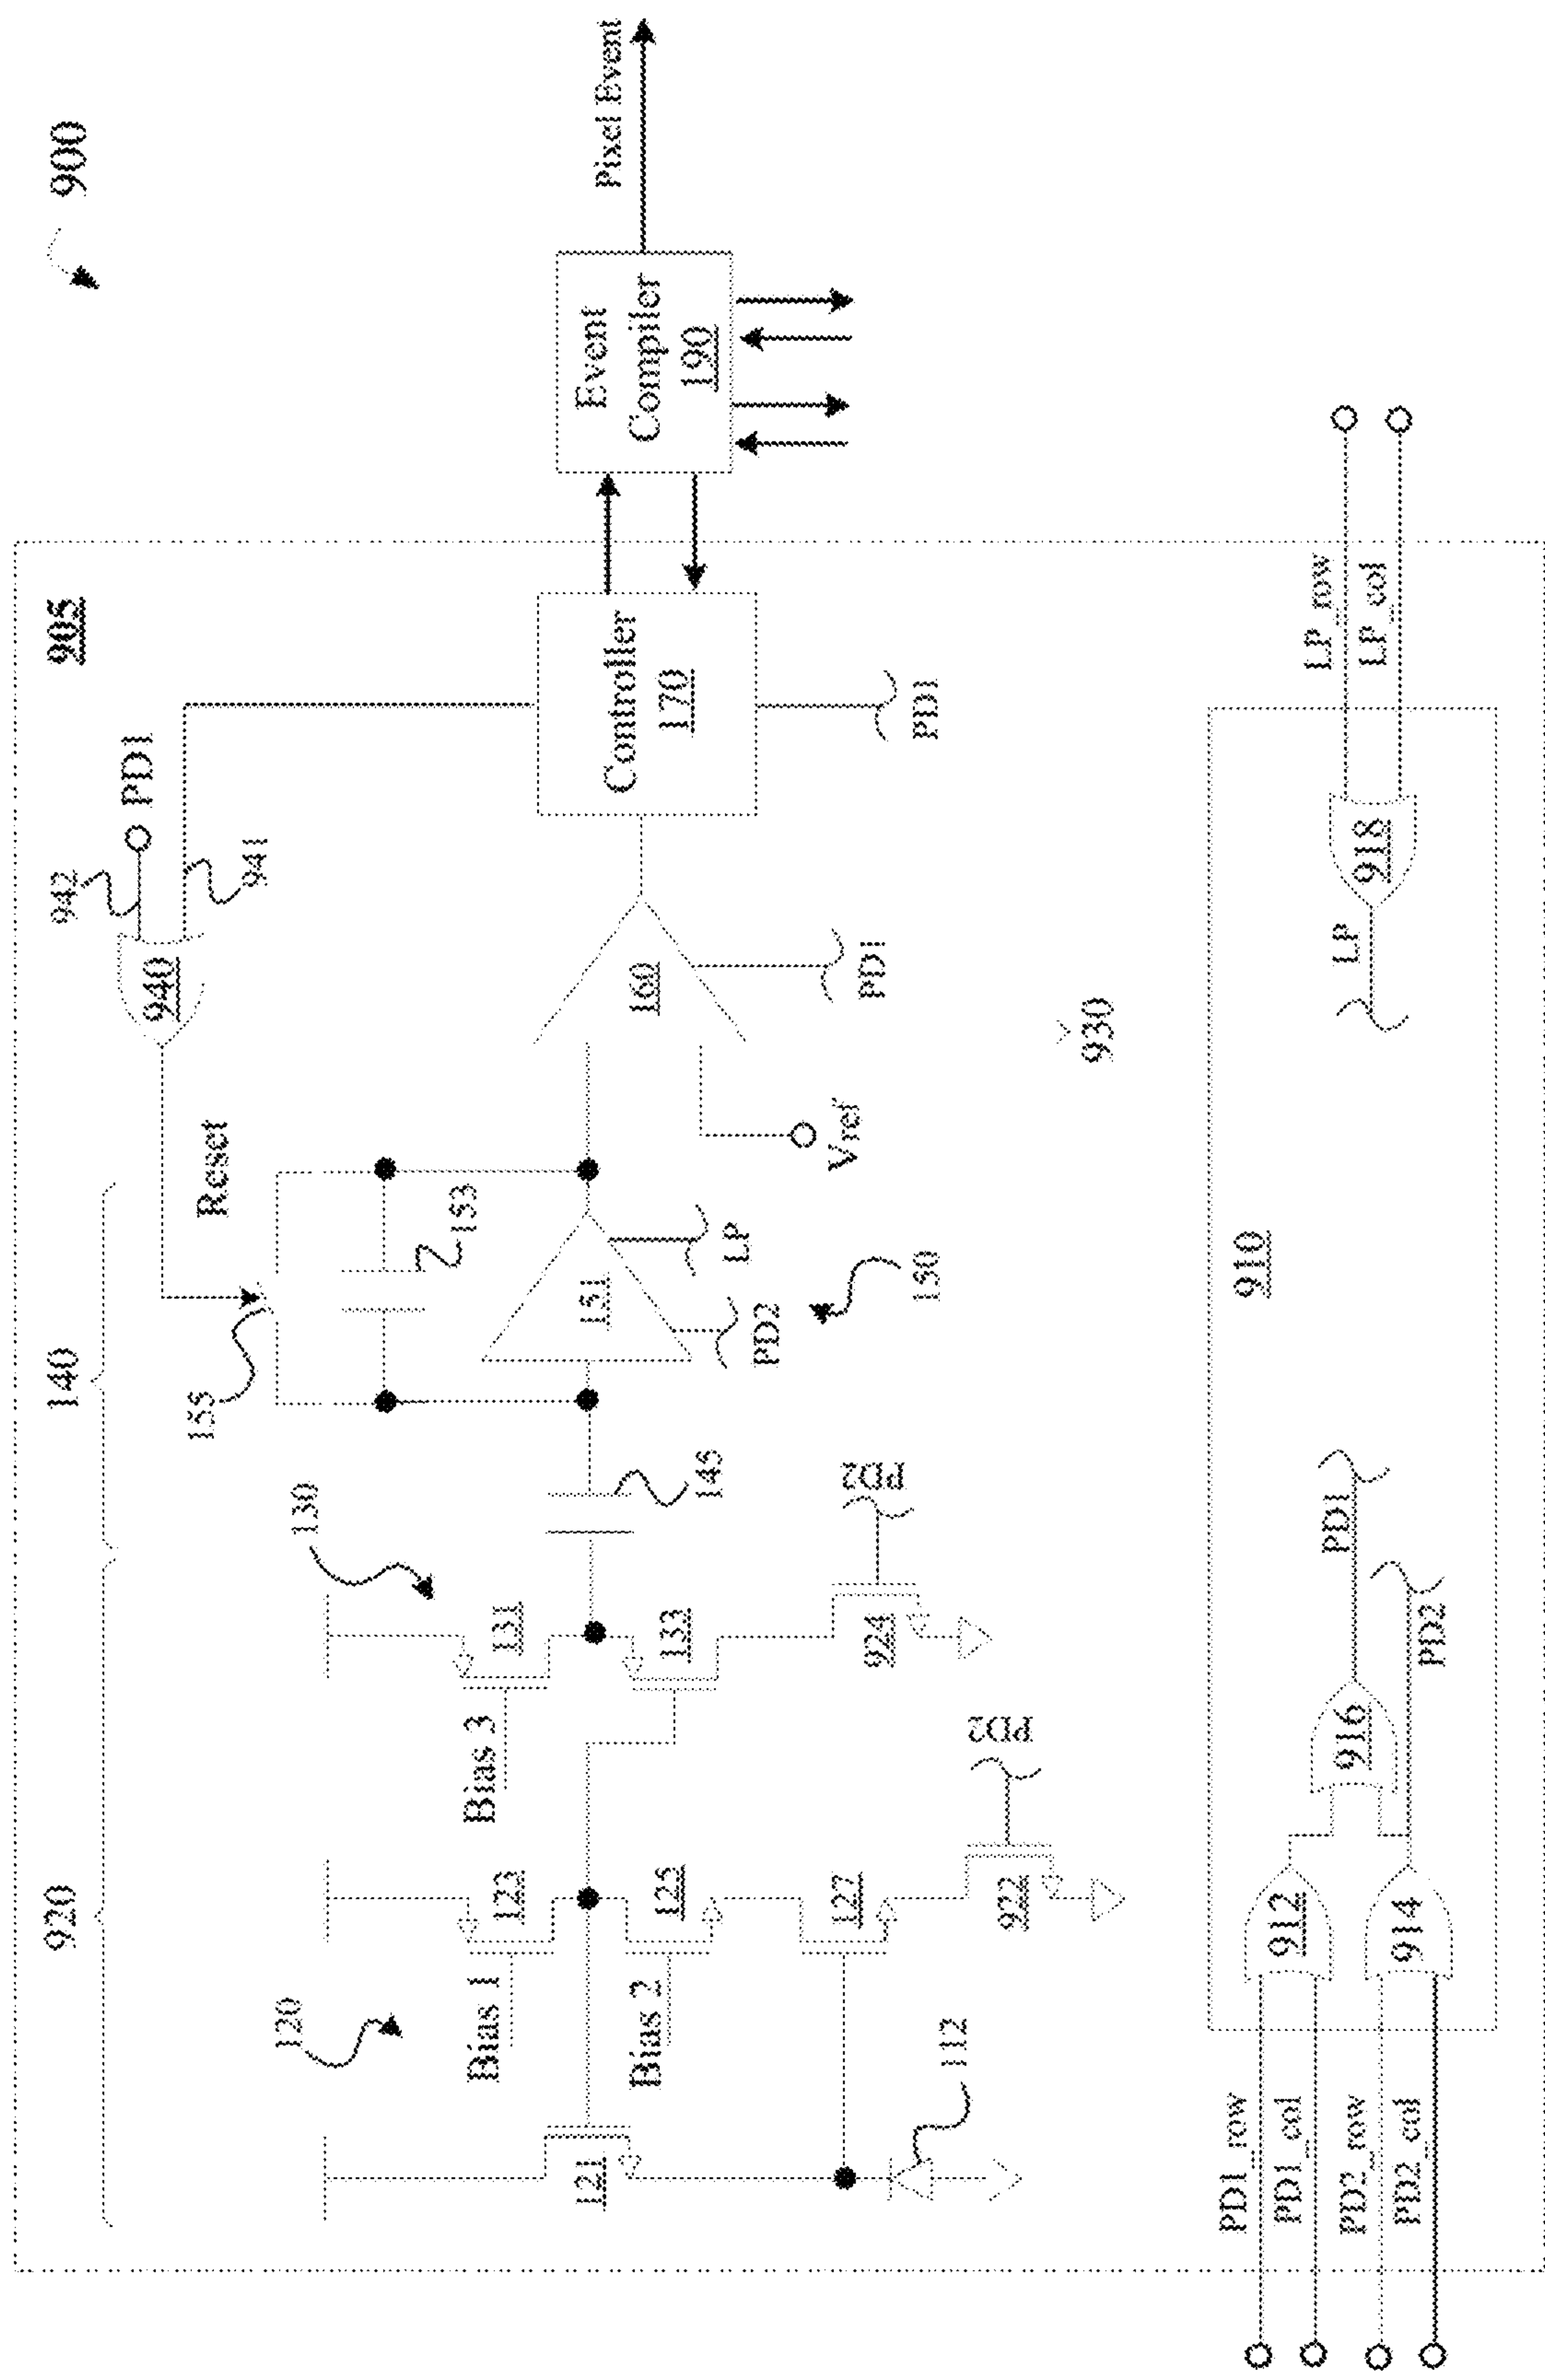 900
905
920
140
942
PD1
940
941
Reset
155
153
120
130
Bias 1
123
Bias 3
131
121
Bias 2
125
133
145
151
160
Controller
170
Event
Compiler
190
Pixel Event
127
112
922
PD2
924
PD2
PD2
LP
150
Vref
PD1
PD1
930
910
PD1_row
PD1_col
PD2_row
PD2_col
912
914
916
PD1
PD2
LP
918
LP_row
LP_col